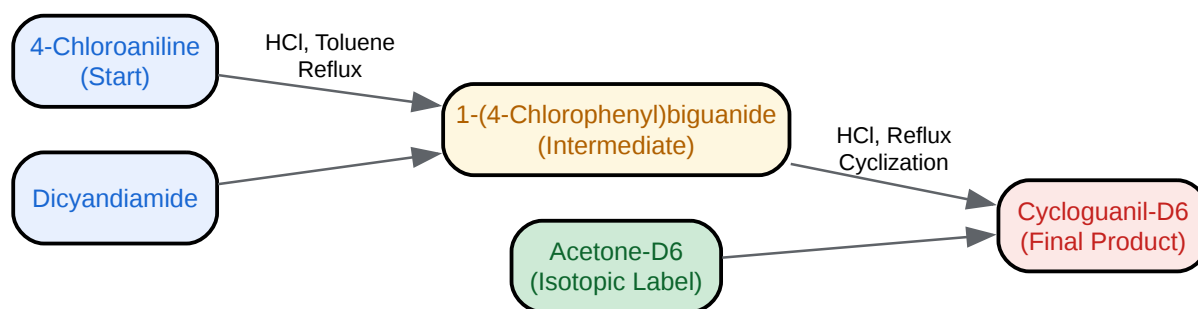 4-Chloroaniline
(Start)
HCl, Toluene
Reflux
Dicyandiamide
1-(4-Chlorophenyl)biguanide
(Intermediate)
HCl, Reflux
Cyclization
Acetone-D6
(Isotopic Label)
Cycloguanil-D6
(Final Product)